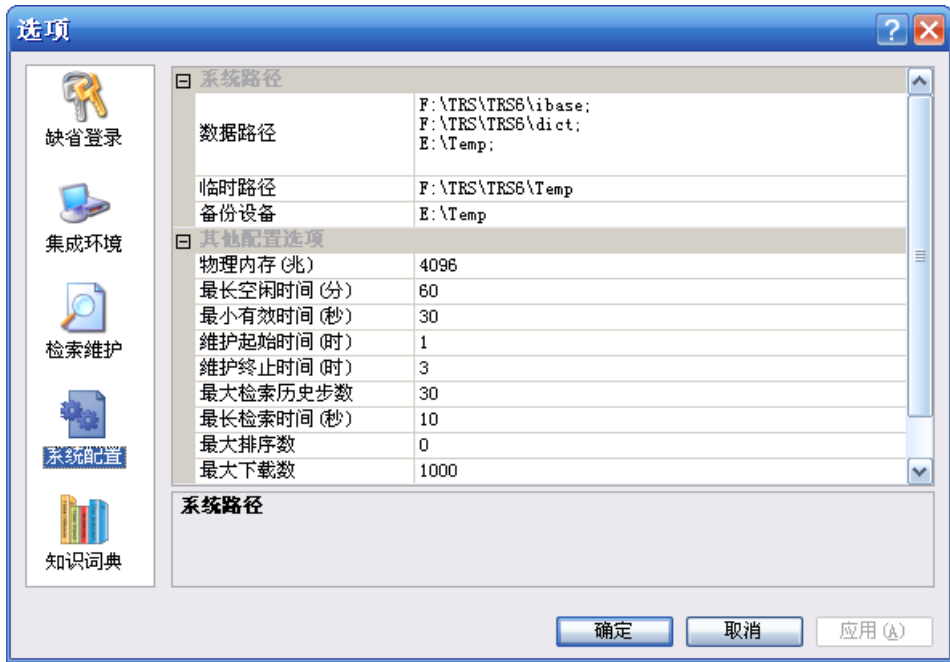 选项
缺省登录
集成环境
检索维护
系统配置
知识词典
系统路径
数据路径
F:\TRS\TRS6\ibase;
F:\TRS\TRS6\dict;
E:\Temp;
临时路径 F:\TRS\TRS6\Temp
备份设备 E:\Temp
其他配置选项
物理内存(兆) 4096
最长空闲时间(分) 60
最小有效时间(秒) 30
维护起始时间(时) 1
维护终止时间(时) 3
最大检索历史步数 30
最长检索时间(秒) 10
最大排序数 0
最大下载数 1000
系统路径
确定 取消 应用(A)